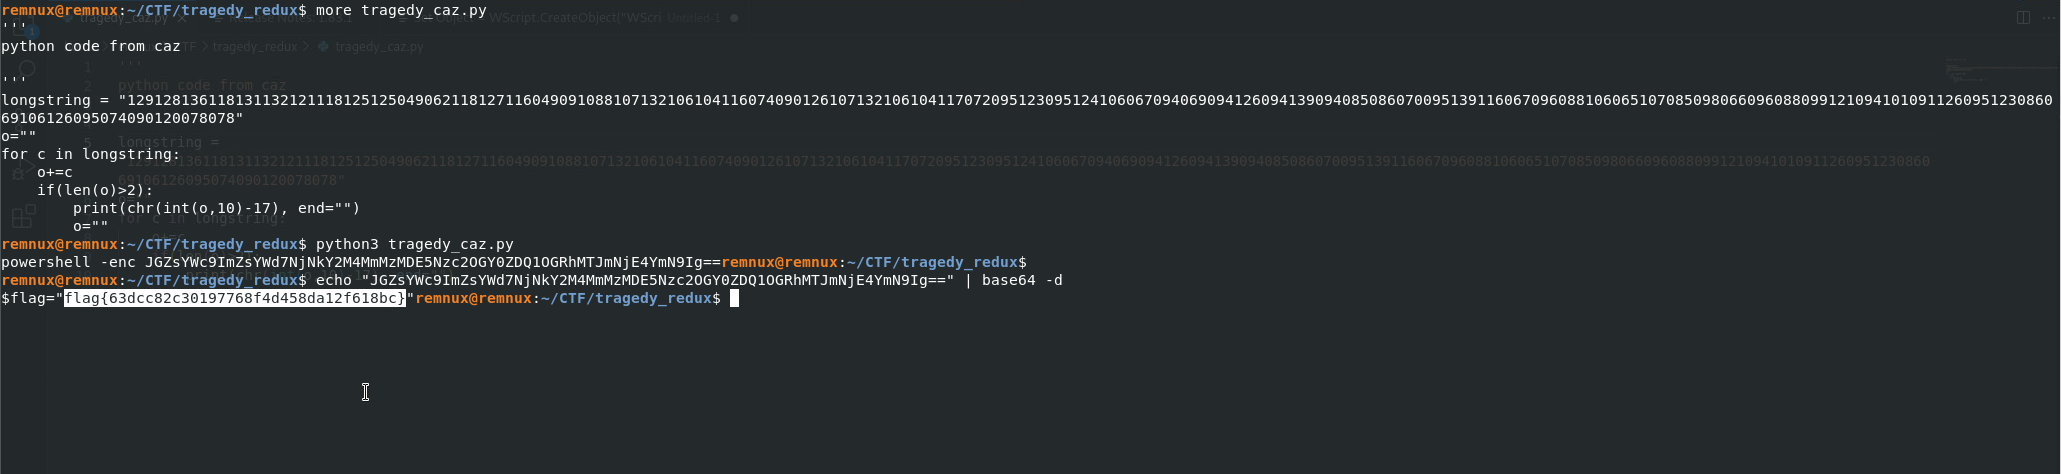 remnux@remnux:~/CTF/tragedy_redux$ more tragedy_caz.py
'''
python code from caz

'''
longstring = "129128136118131132121118125125049062118127116049091088107132106104116074090126107132106104117072095123095124106067094069094126094139094085086070095139116067096088106065107085098066096088099121094101091126095123086069106126095074090120078078"
o=""
for c in longstring:
    o+=c
    if(len(o)>2):
        print(chr(int(o,10)-17), end="")
        o=""
remnux@remnux:~/CTF/tragedy_redux$ python3 tragedy_caz.py
powershell -enc JGZsYWc9ImZsYWd7NjNkY2M4MmMzMDE5Nzc2OGY0ZDQ1OGRhMTJmNjE4YmN9Ig==remnux@remnux:~/CTF/tragedy_redux$
remnux@remnux:~/CTF/tragedy_redux$ echo "JGZsYWc9ImZsYWd7NjNkY2M4MmMzMDE5Nzc2OGY0ZDQ1OGRhMTJmNjE4YmN9Ig==" | base64 -d
$flag="flag{63dcc82c30197768f4d458da12f618bc}"remnux@remnux:~/CTF/tragedy_redux$